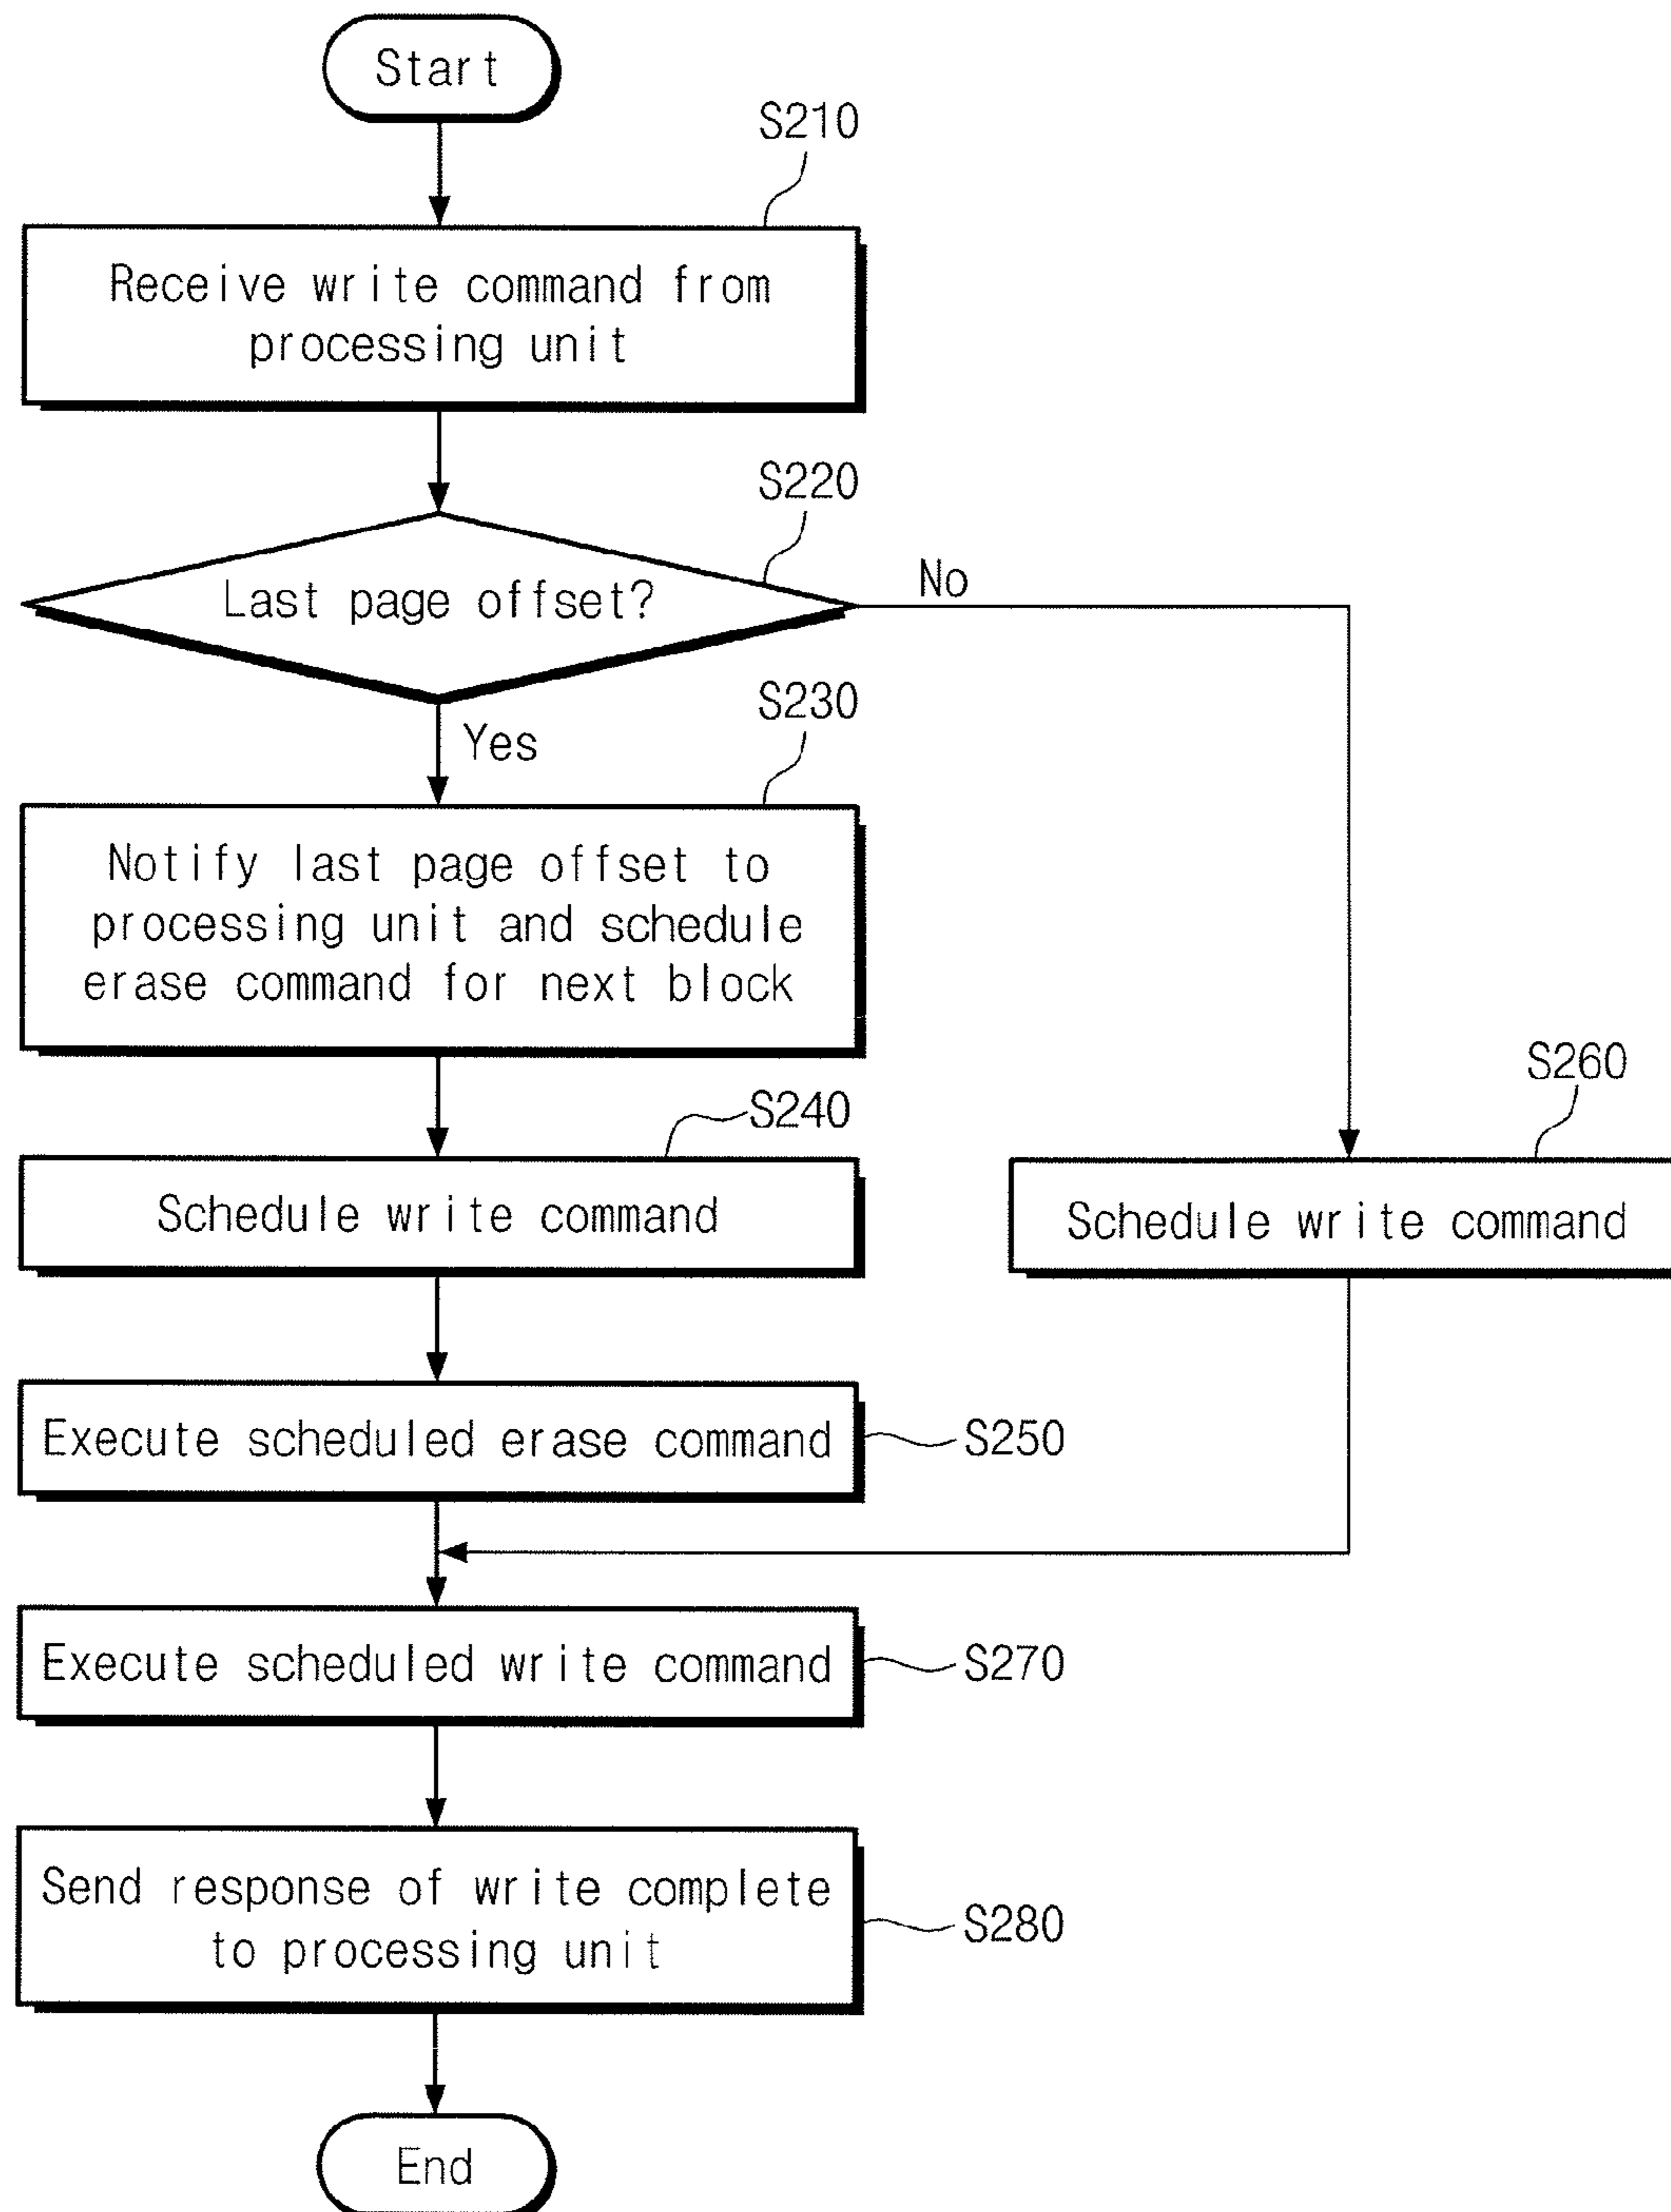 Start
S210
Receive write command from
processing unit
S220
Last page offset?
No
Yes
S230
Notify last page offset to
processing unit and schedule
erase command for next block
S240
Schedule write command
S260
Schedule write command
Execute scheduled erase command
S250
Execute scheduled write command
S270
Send response of write complete
to processing unit
S280
End